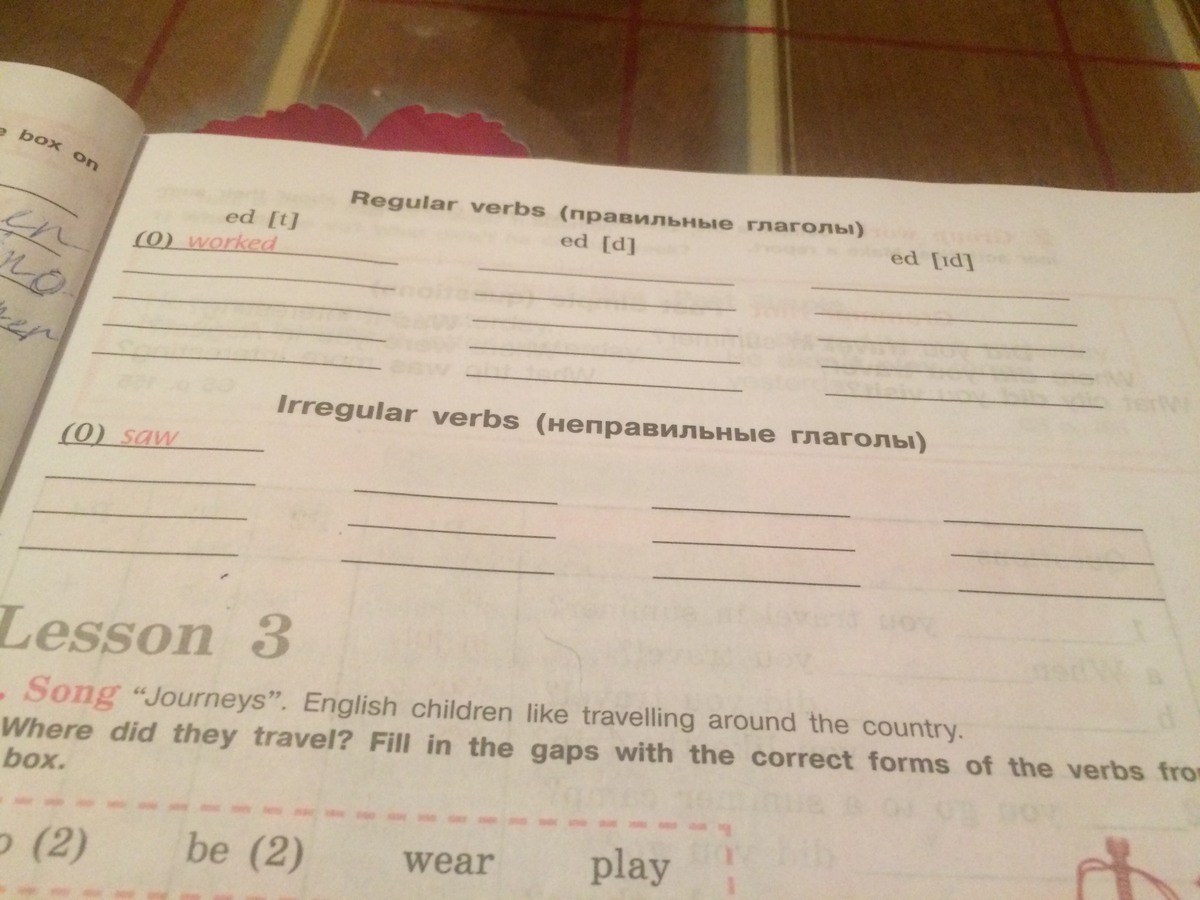 box on
Regular verbs (правильные глаголы)
ed [t] ed [d] ed [ɪd]
(0) worked
Irregular verbs (неправильные глаголы)
(0) saw
Lesson 3
Song “Journeys”. English children like travelling around the country.
Where did they travel? Fill in the gaps with the correct forms of the verbs
box.
(2) be (2) wear play